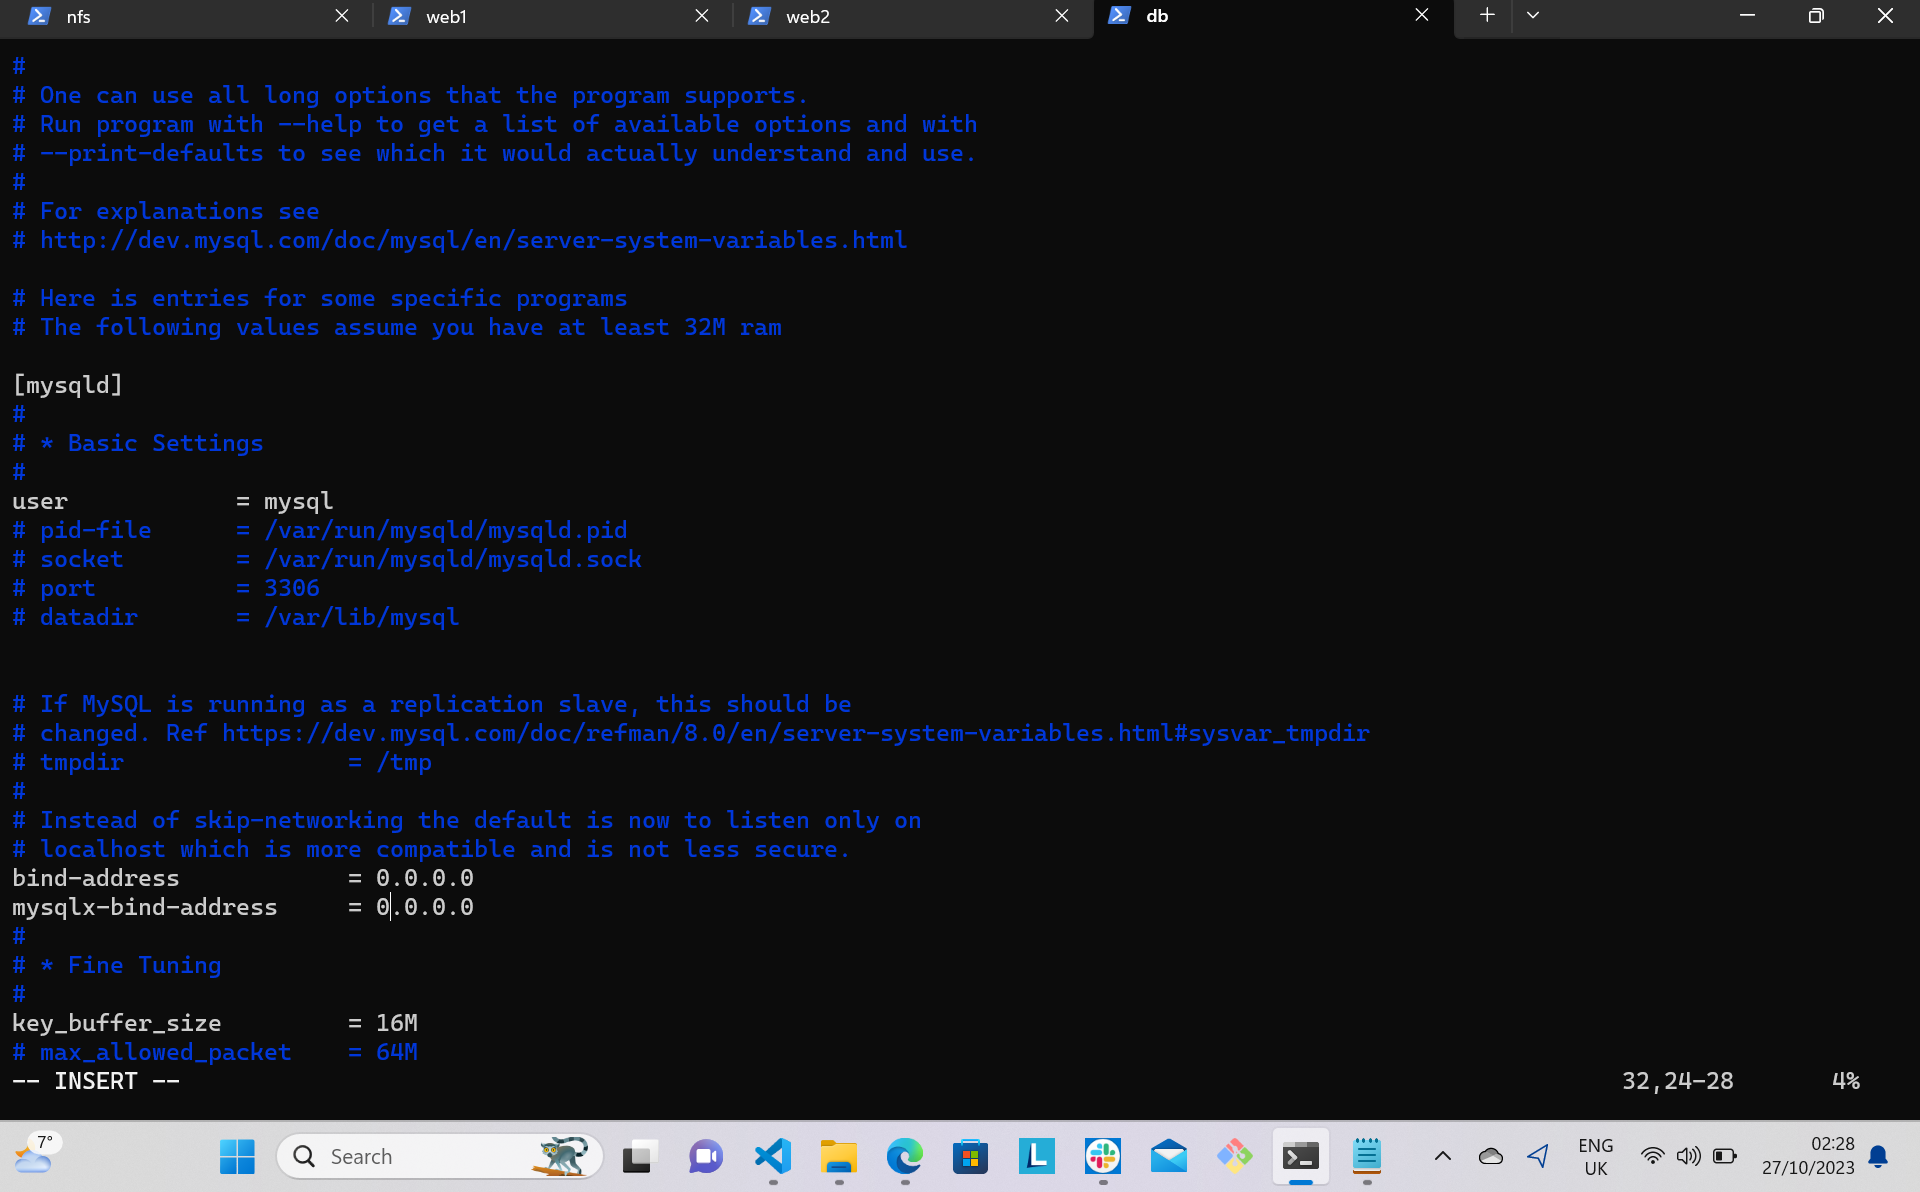 nfs
web1
web2
db
#
# One can use all long options that the program supports.
# Run program with --help to get a list of available options and with
# --print-defaults to see which it would actually understand and use.
#
# For explanations see
# http://dev.mysql.com/doc/mysql/en/server-system-variables.html
# Here is entries for some specific programs
# The following values assume you have at least 32M ram
[mysqld]
#
# * Basic Settings
#
user = mysql
# pid-file = /var/run/mysqld/mysqld.pid
# socket = /var/run/mysqld/mysqld.sock
# port = 3306
# datadir = /var/lib/mysql
# If MySQL is running as a replication slave, this should be
# changed. Ref https://dev.mysql.com/doc/refman/8.0/en/server-system-variables.html#sysvar_tmpdir
# tmpdir = /tmp
#
# Instead of skip-networking the default is now to listen only on
# localhost which is more compatible and is not less secure.
bind-address = 0.0.0.0
mysqlx-bind-address = 0.0.0.0
#
# * Fine Tuning
#
key_buffer_size = 16M
# max_allowed_packet = 64M
-- INSERT -- 32,24-28 4%
7°
Search
L
ENG
UK
02:28
27/10/2023